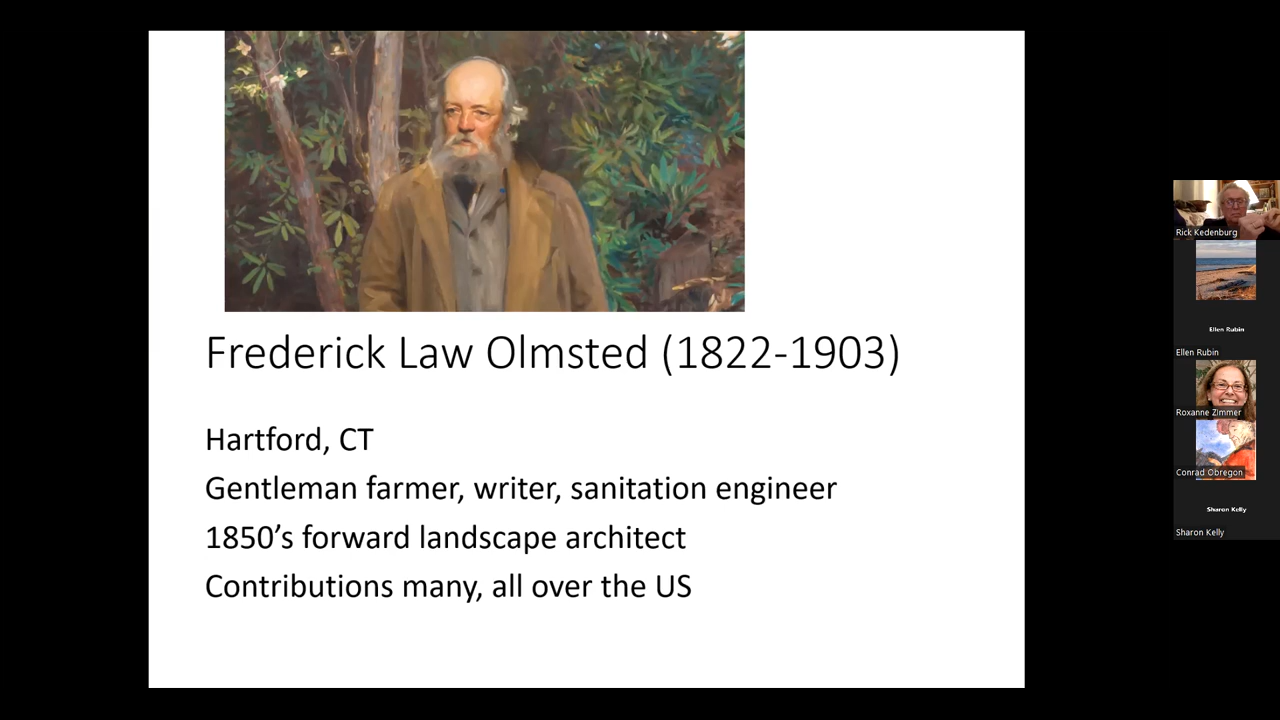 Frederick Law Olmsted (1822-1903)
Hartford, CT
Gentleman farmer, writer, sanitation engineer
1850’s forward landscape architect
Contributions many, all over the US
Rick Kedenburg
Ellen Rubin
Ellen Rubin
Roxanne Zimmer
Conrad Obregon
Sharon Kelly
Sharon Kelly